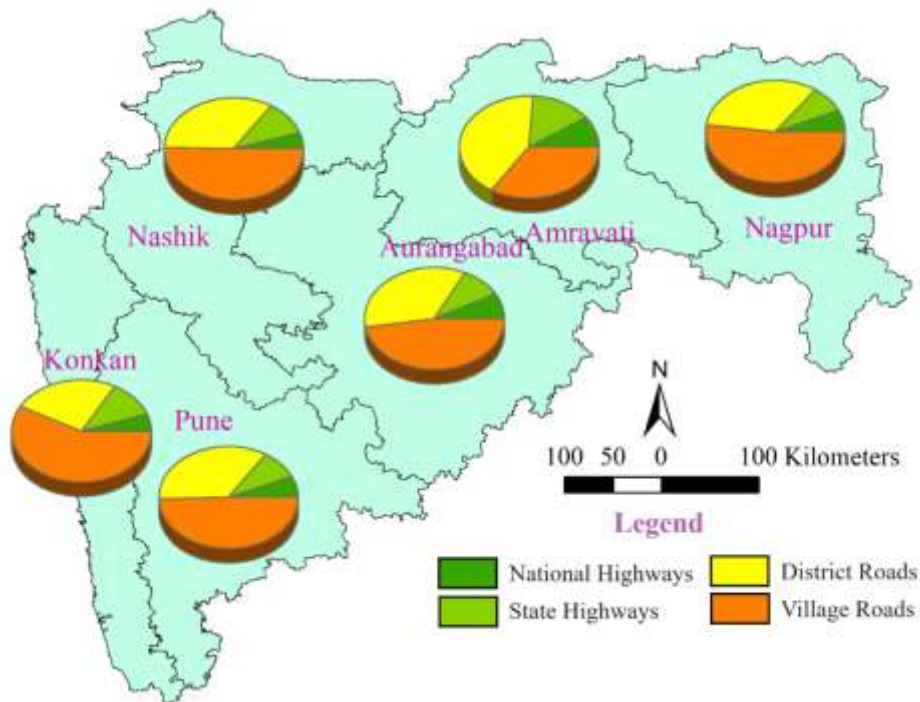 Nashik
Aurangabad
Amravati
Nagpur
Konkan
Pune
N
100 50 0 100 Kilometers
Legend
National Highways
District Roads
State Highways
Village Roads